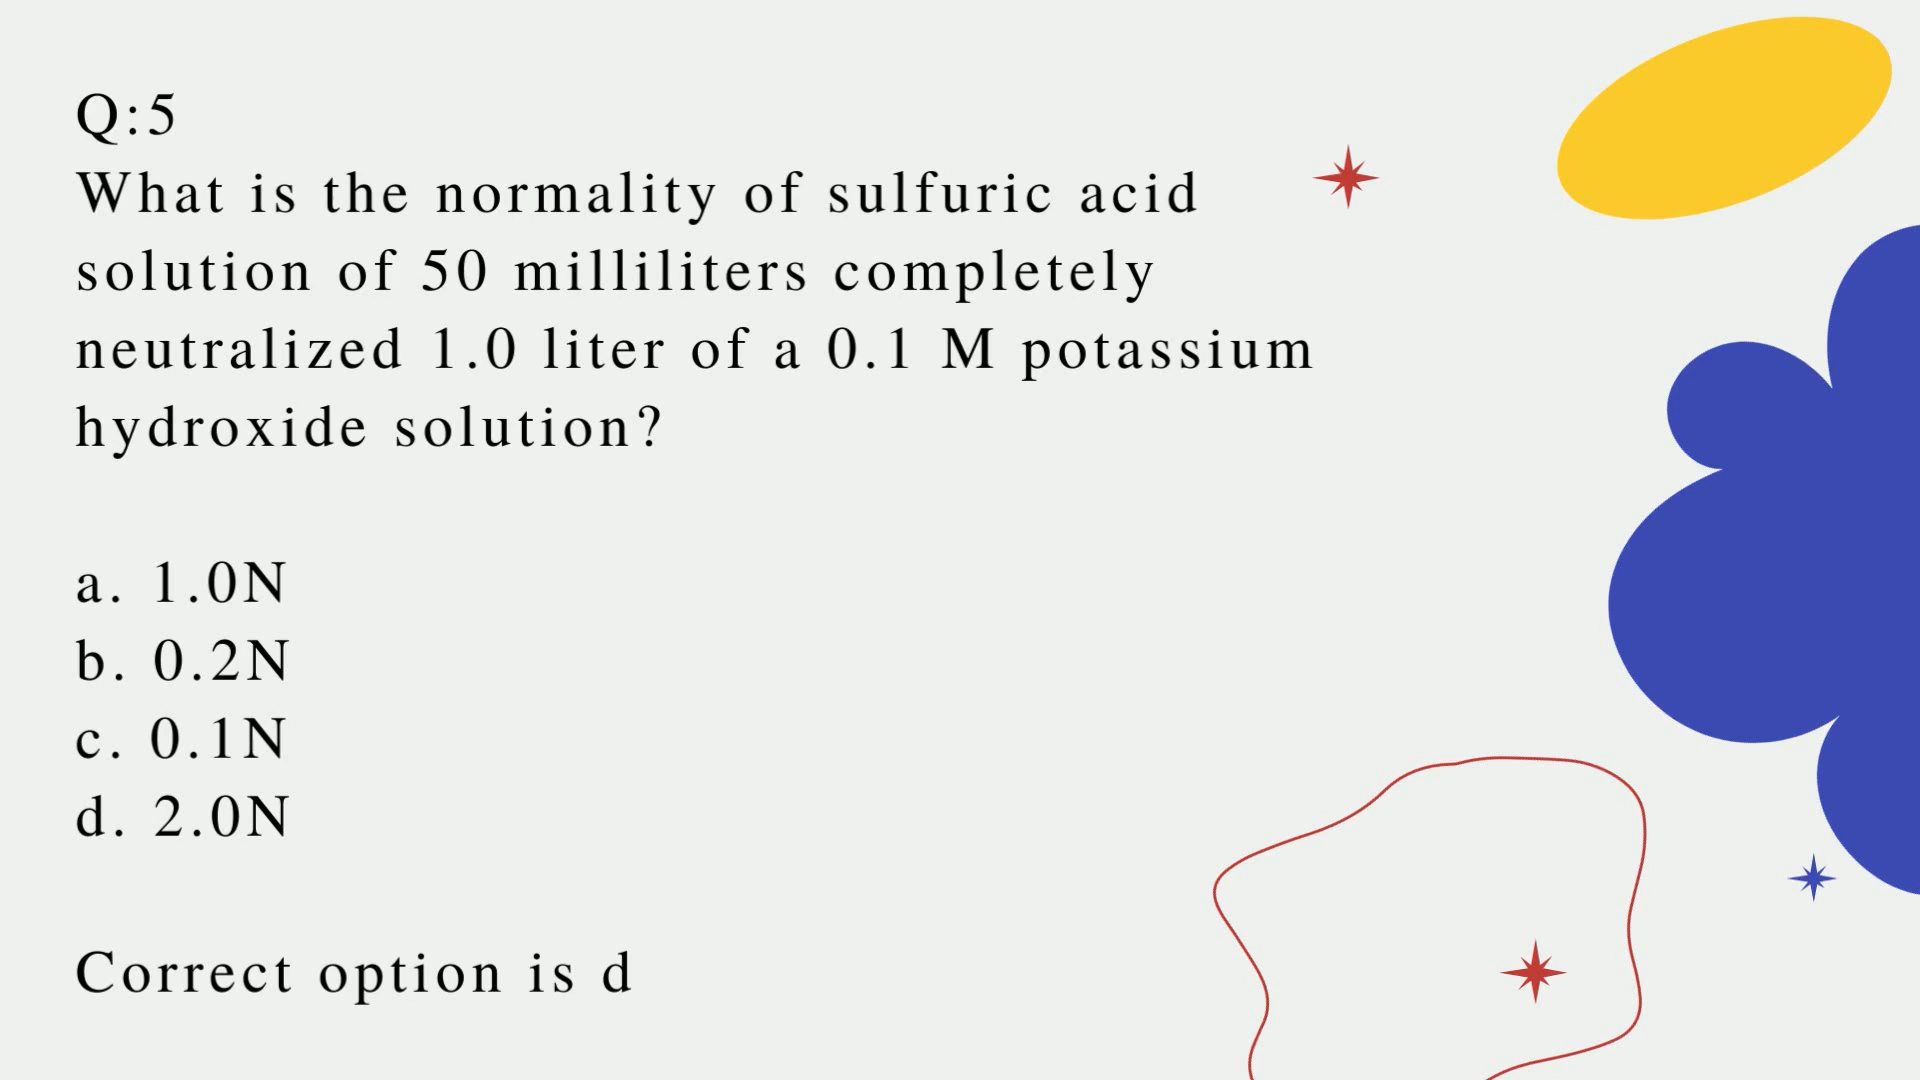 Q:5
What is the normality of sulfuric acid
solution of 50 milliliters completely
neutralized 1.0 liter of a 0.1 M potassium
hydroxide solution?
a. 1.0N
b. 0.2N
c. 0.1N
d. 2.0N
Correct option is d